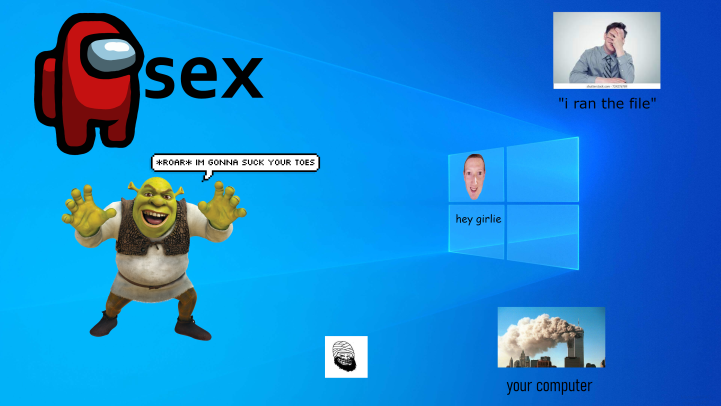 sex
"i ran the file"
*ROAR* IM GONNA SUCK YOUR TOES
hey girlie
your computer